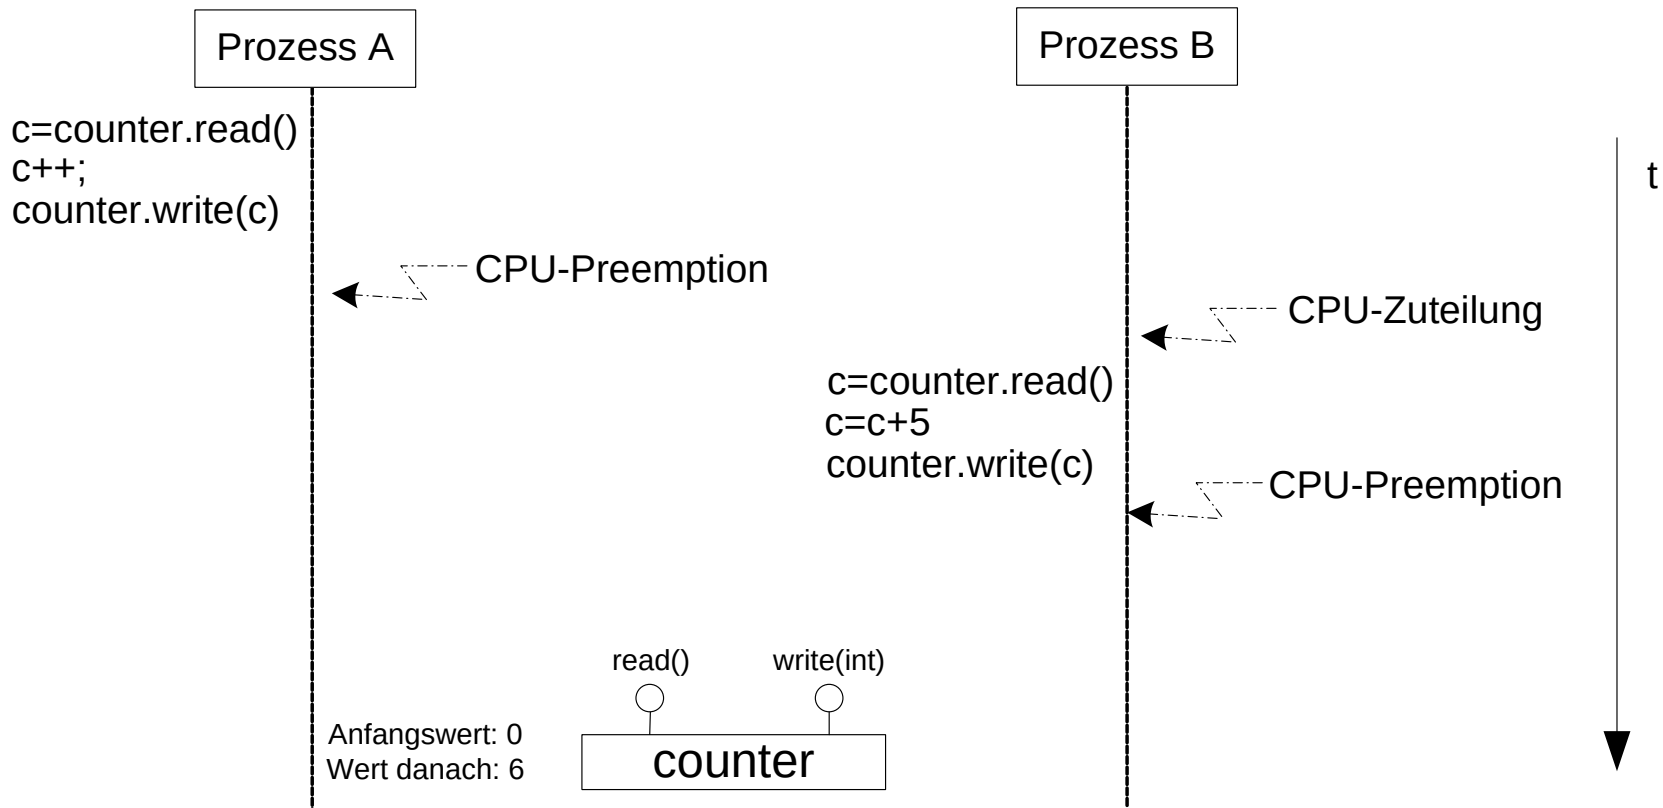 Prozess A
Prozess B
c=counter.read()
c++;
counter.write(c)
t
CPU-Preemption
CPU-Zuteilung
c=counter.read()
c=c+5
counter.write(c)
CPU-Preemption
read()
write(int)
Anfangswert: 0
Wert danach: 6
counter